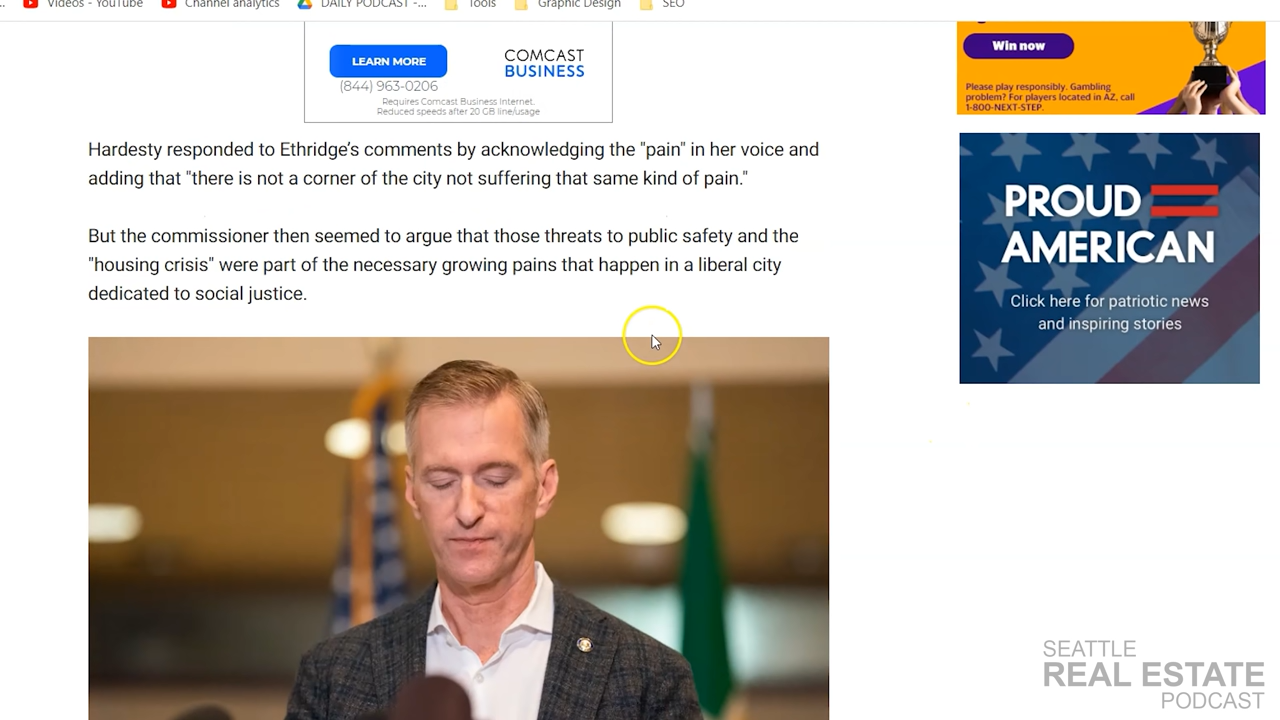 Videos - YouTube
Channel analytics
DAILY PODCAST -...
Tools
Graphic Design
SEO
LEARN MORE
(844) 963-0206
COMCAST
BUSINESS
Requires Comcast Business Internet.
Reduced speeds after 20 GB line/usage
Win now
Please play responsibly. Gambling
problem? For players located in AZ, call
1-800-NEXT-STEP.
Hardesty responded to Ethridge’s comments by acknowledging the "pain" in her voice and
adding that "there is not a corner of the city not suffering that same kind of pain."
But the commissioner then seemed to argue that those threats to public safety and the
"housing crisis" were part of the necessary growing pains that happen in a liberal city
dedicated to social justice.
PROUD
AMERICAN
Click here for patriotic news
and inspiring stories
SEATTLE
REAL ESTATE
PODCAST